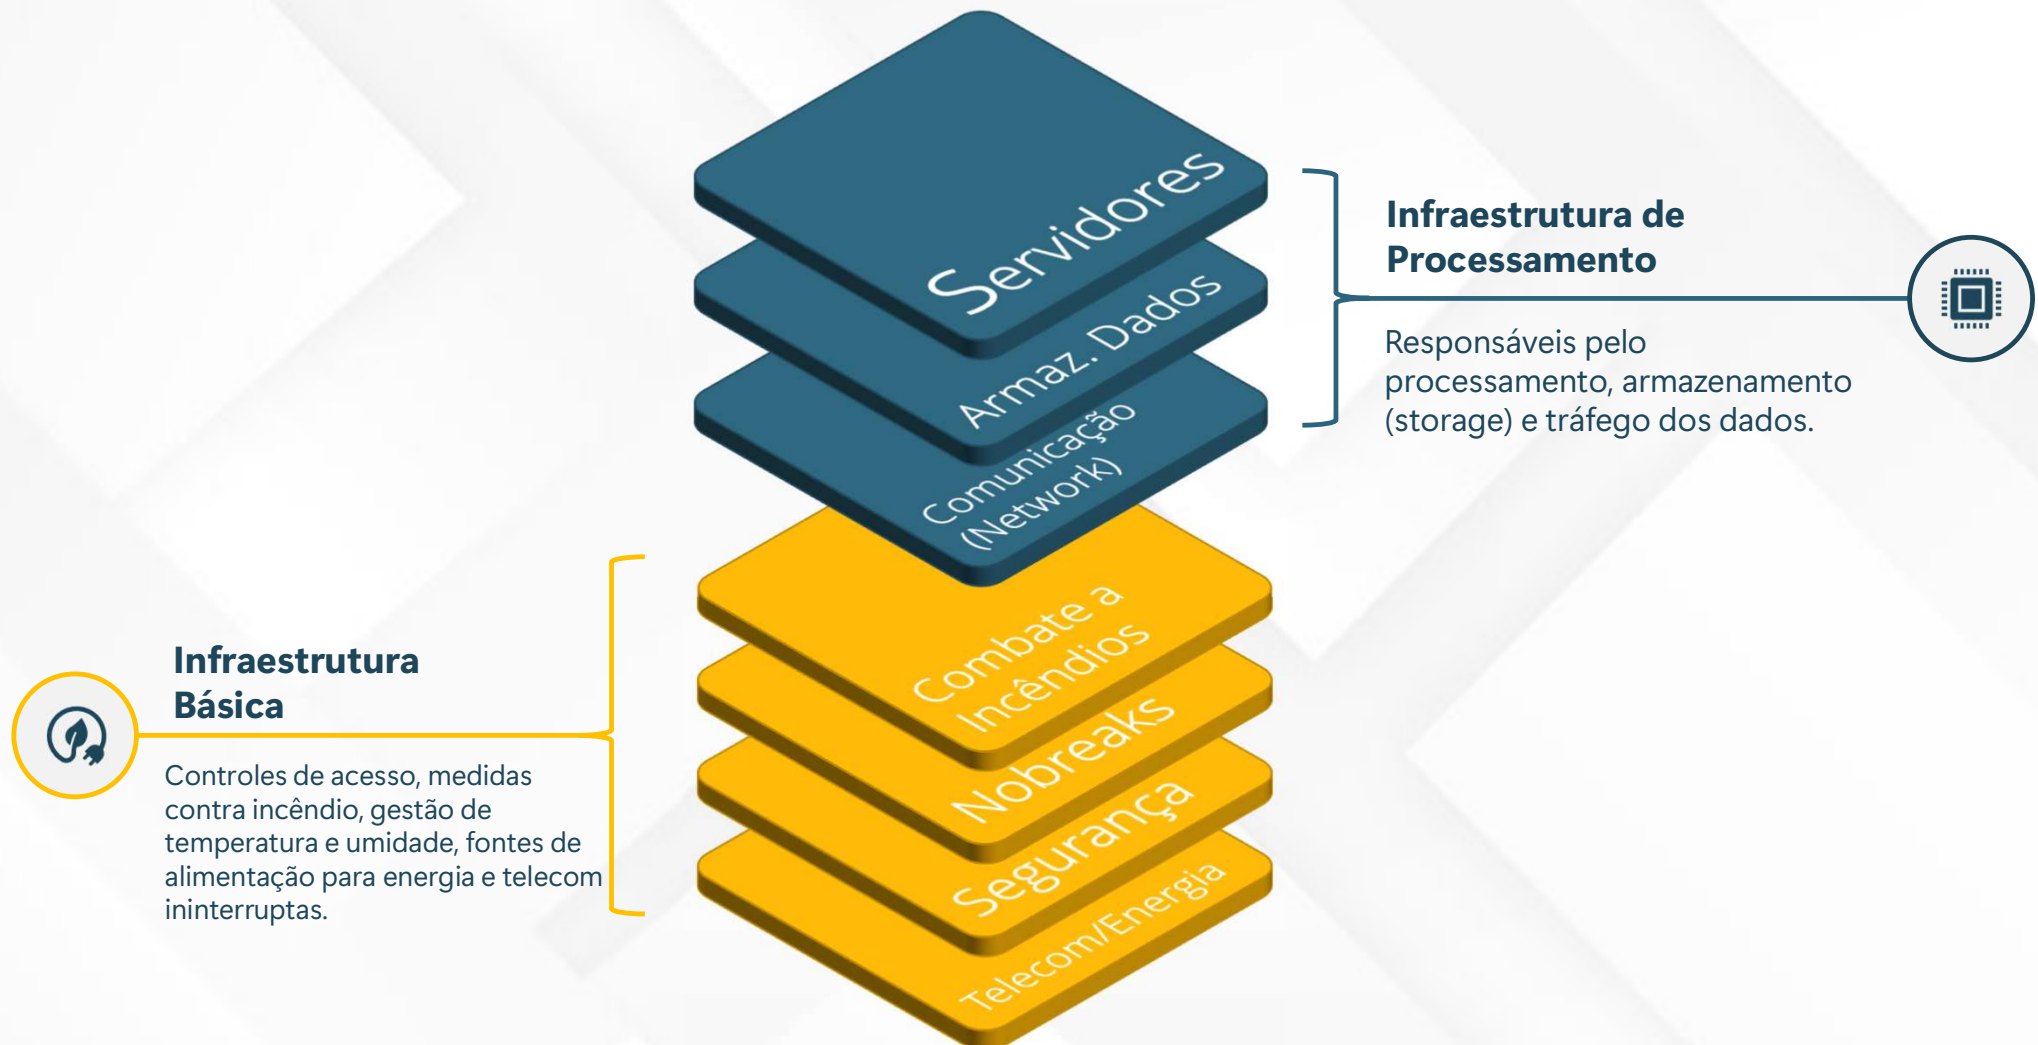 Servidores
Armaz. Dados
Comunicação
(Network)
Infraestrutura de
Processamento
Responsáveis pelo
processamento, armazenamento
(storage) e tráfego dos dados.
Combate a
Incêndios
Nobreaks
Segurança
Telecom/Energia
Infraestrutura
Básica
Controles de acesso, medidas
contra incêndio, gestão de
temperatura e umidade, fontes de
alimentação para energia e telecom
ininterruptas.